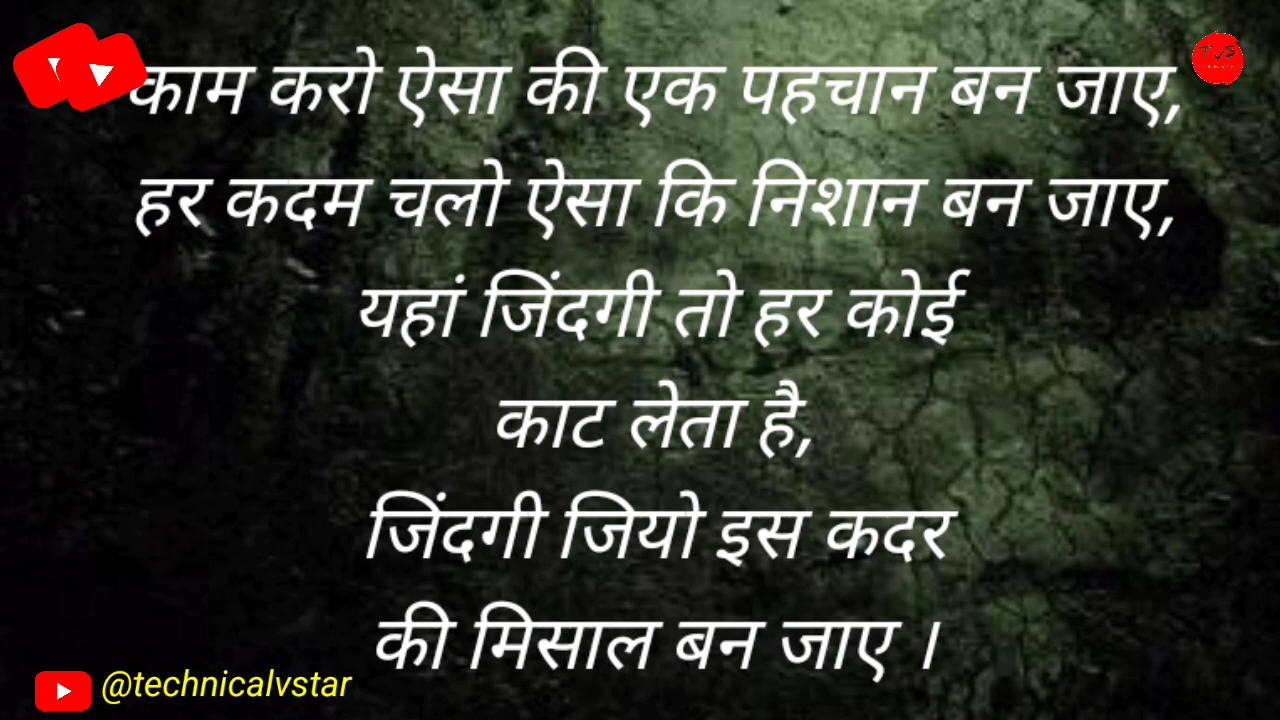 काम करो ऐसा की एक पहचान बन जाए,
हर कदम चलो ऐसा कि निशान बन जाए,
यहां जिंदगी तो हर कोई
काट लेता है,
जिंदगी जियो इस कदर
की मिसाल बन जाए ।
@technicalvstar